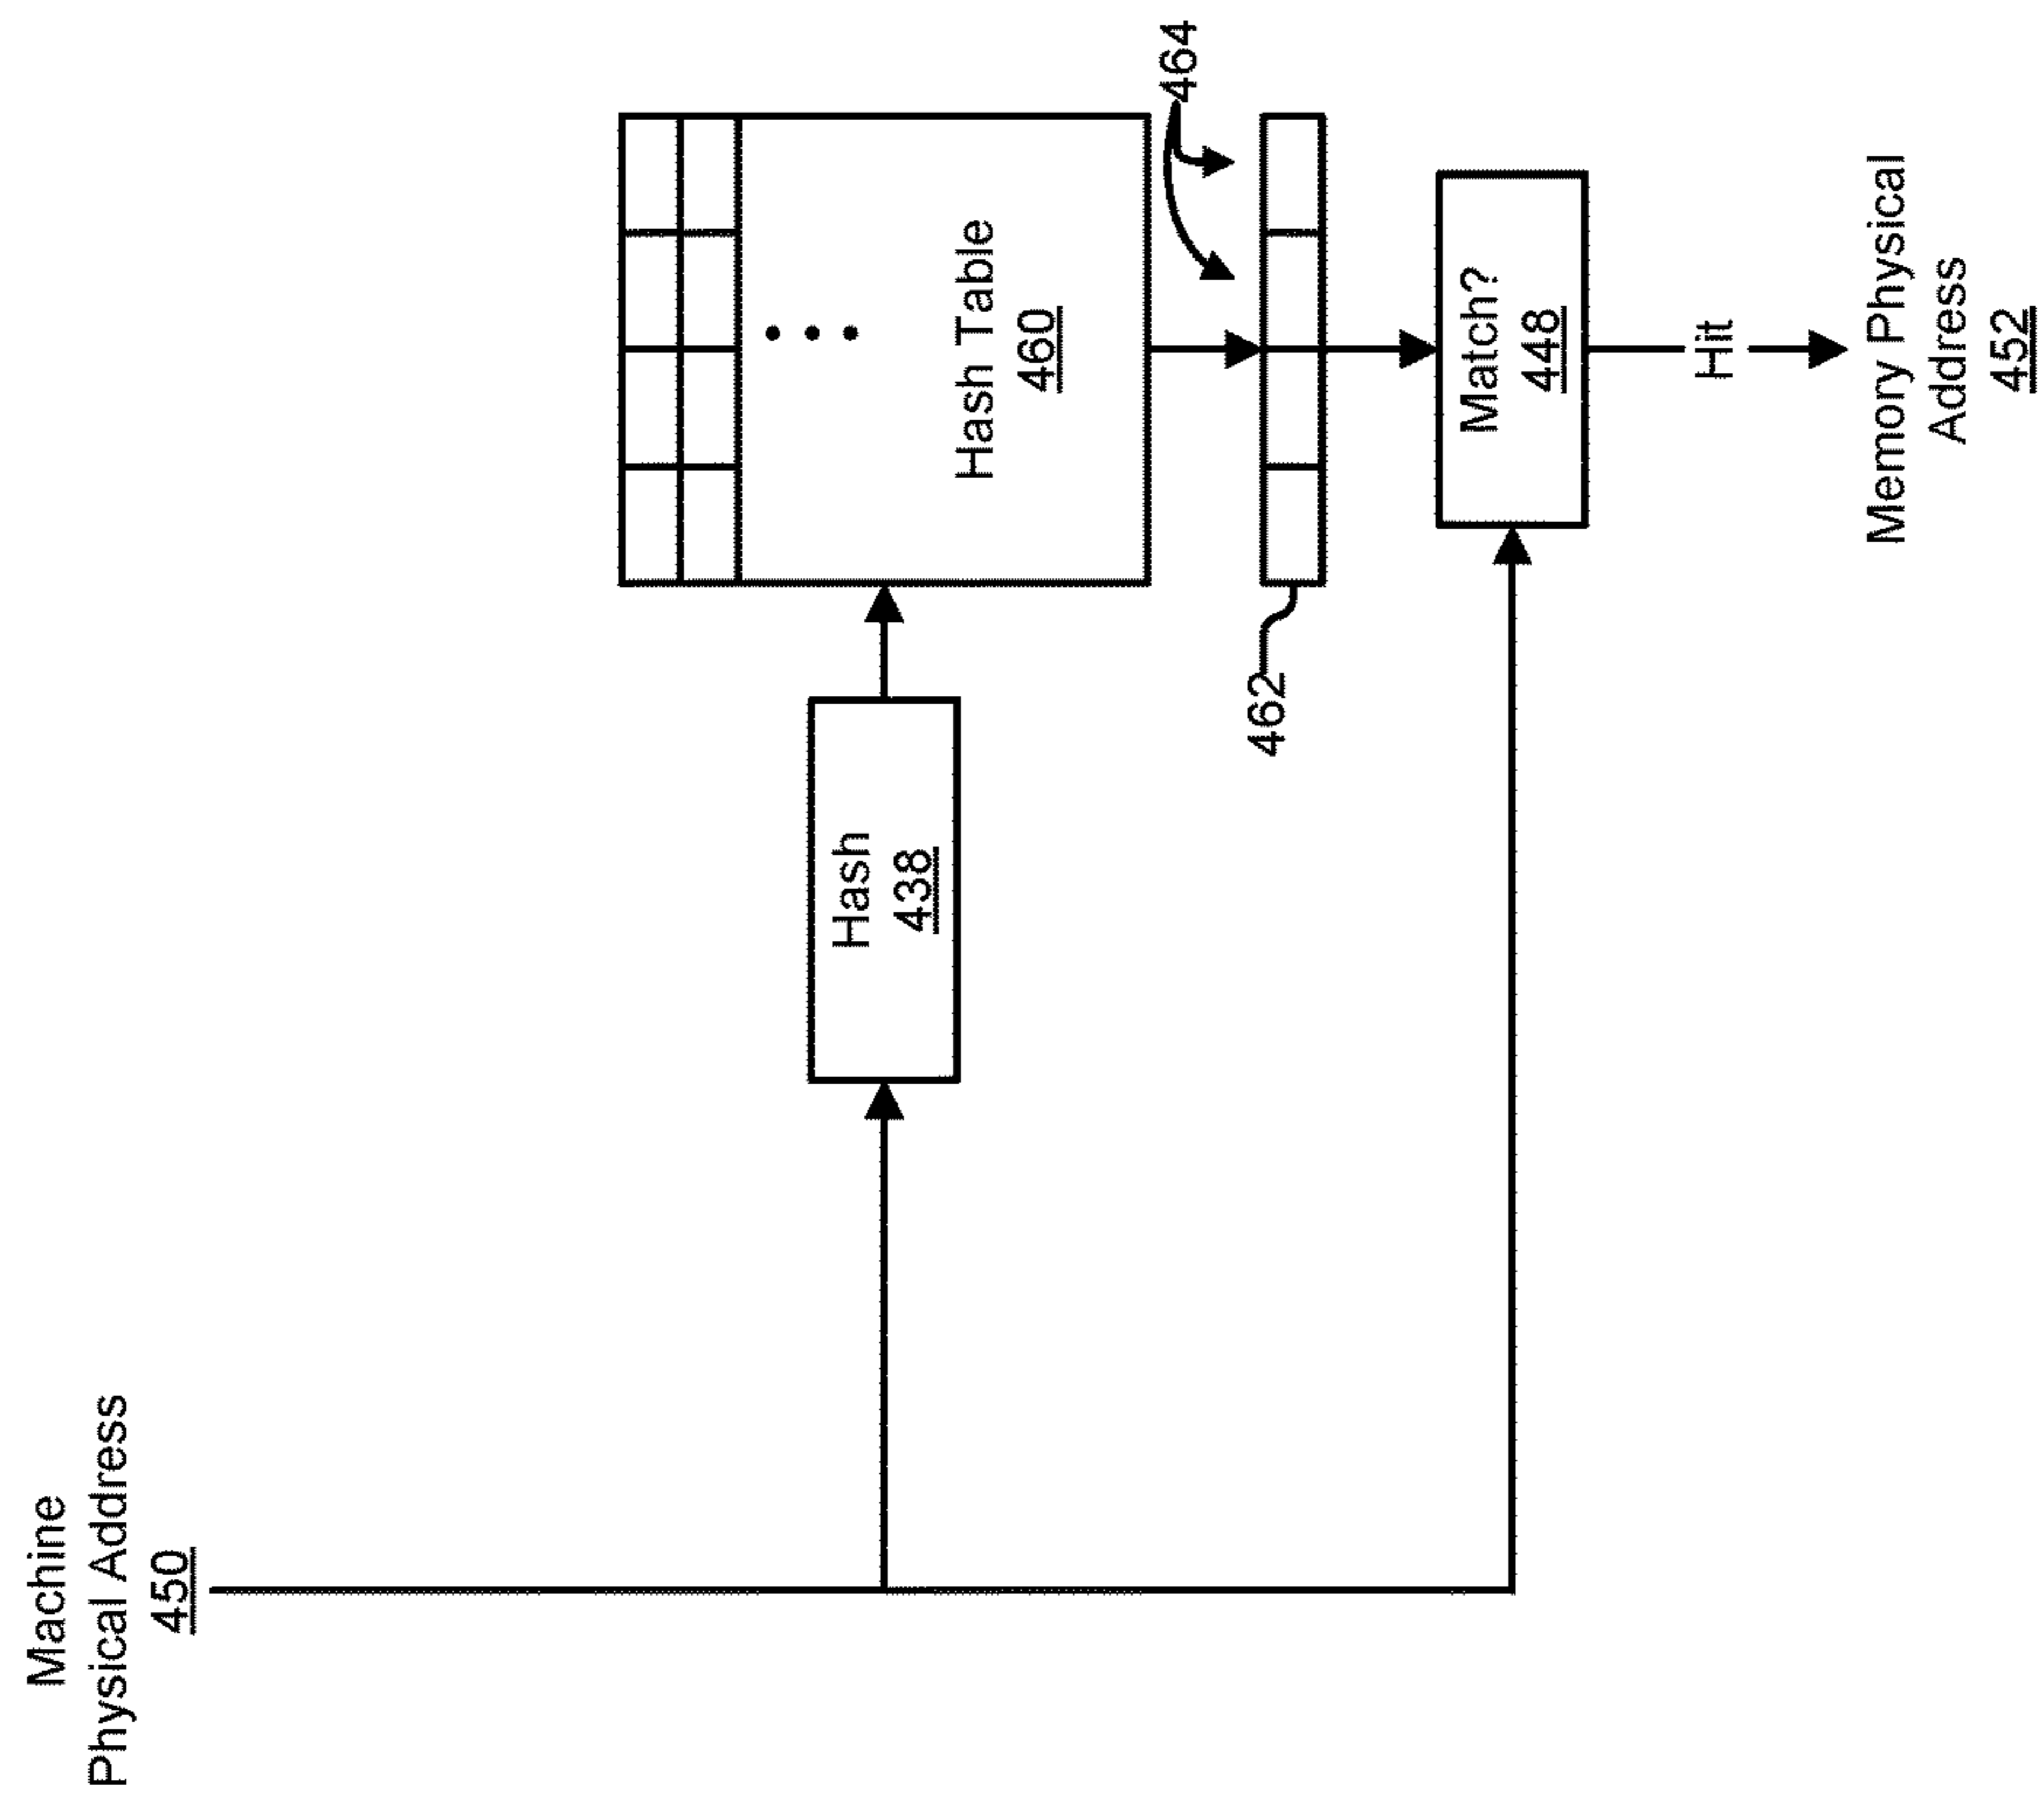 Machine
Physical Address
450
Hash
438
Hash Table
460
464
462
Match?
448
Hit
Memory Physical
Address
452